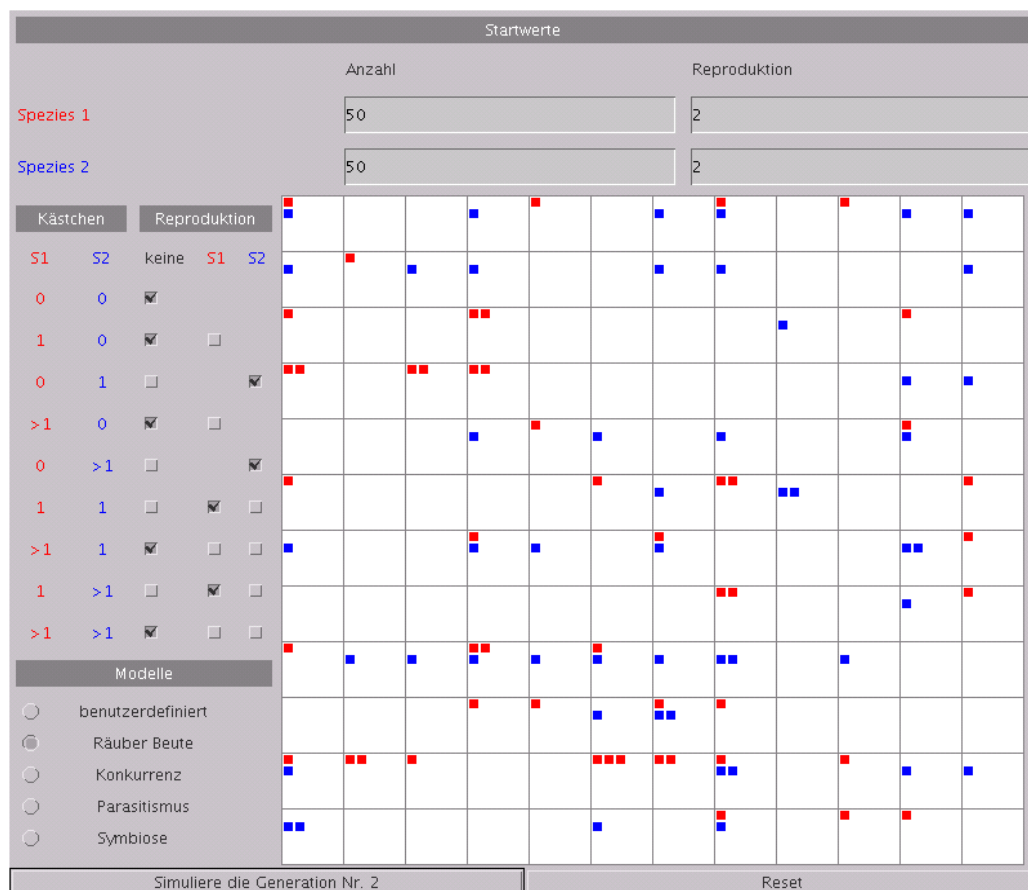 Startwerte
Anzahl Reproduktion
Spezies 1 50 2
Spezies 2 50 2
Kästchen Reproduktion
S1 S2 keine S1 S2
0 0
1 0
0 1
>1 0
0 >1
1 1
>1 1
1 >1
>1 >1
Modelle
benutzerdefiniert
Räuber Beute
Konkurrenz
Parasitismus
Symbiose
Simuliere die Generation Nr. 2 Reset